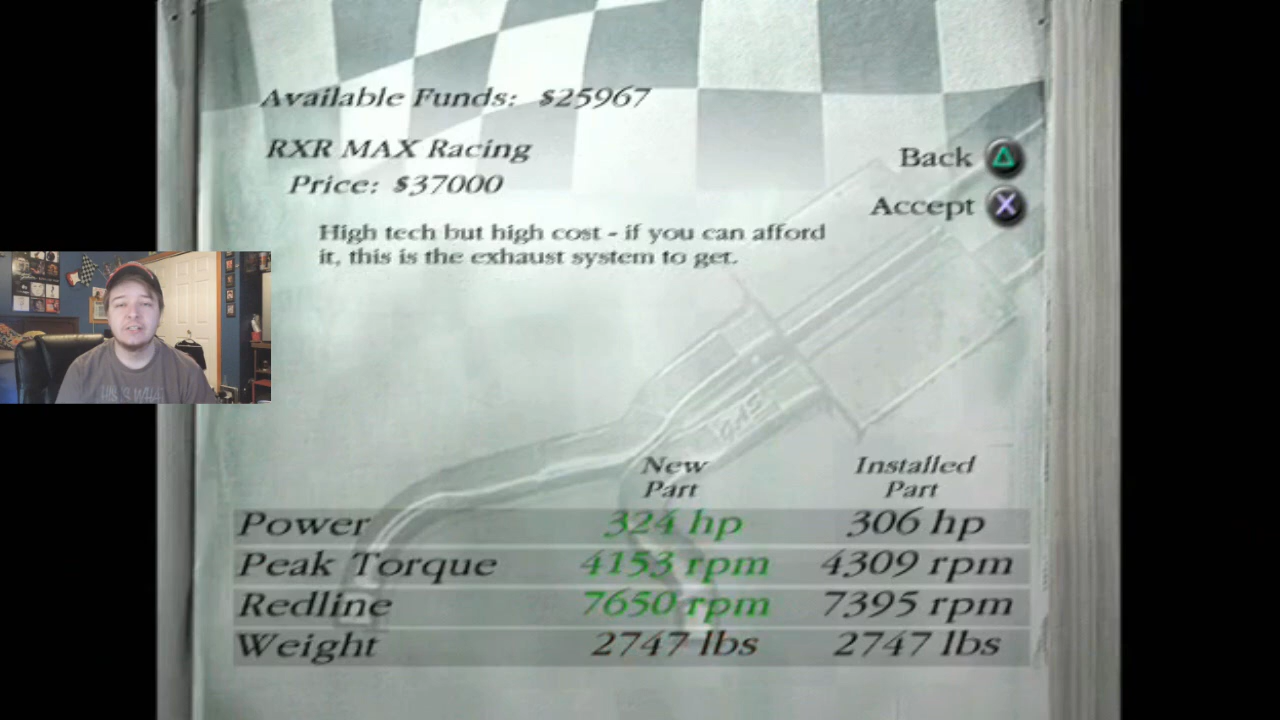 Available Funds: $25967
RXR MAX Racing
Price: $37000
Back
Accept
High tech but high cost - if you can afford
it, this is the exhaust system to get.
New Installed
Part Part
Power 324 hp 306 hp
Peak Torque 4153 rpm 4309 rpm
Redline 7650 rpm 7395 rpm
Weight 2747 lbs 2747 lbs